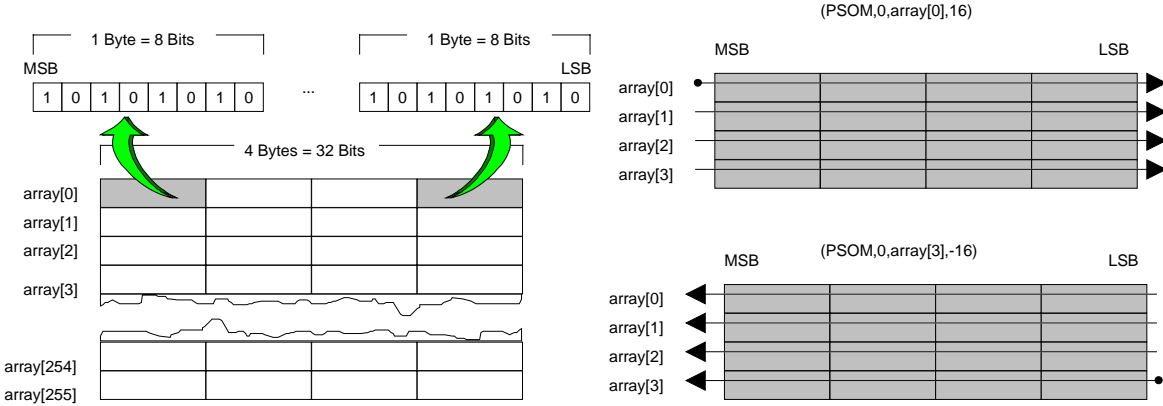 1 Byte = 8 Bits
1 Byte = 8 Bits
MSB
LSB
1 0 1 0 1 0 1 0
...
1 0 1 0 1 0 1 0
4 Bytes = 32 Bits
array[0]
array[1]
array[2]
array[3]
array[254]
array[255]
(PSOM,0,array[0],16)
MSB
LSB
array[0]
array[1]
array[2]
array[3]
(PSOM,0,array[3],-16)
MSB
LSB
array[0]
array[1]
array[2]
array[3]